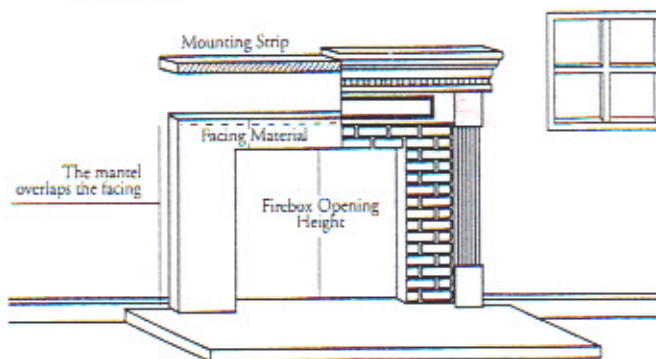 Mounting Strip
Facing Material
The mantel
overlaps the facing
Firebox Opening
Height